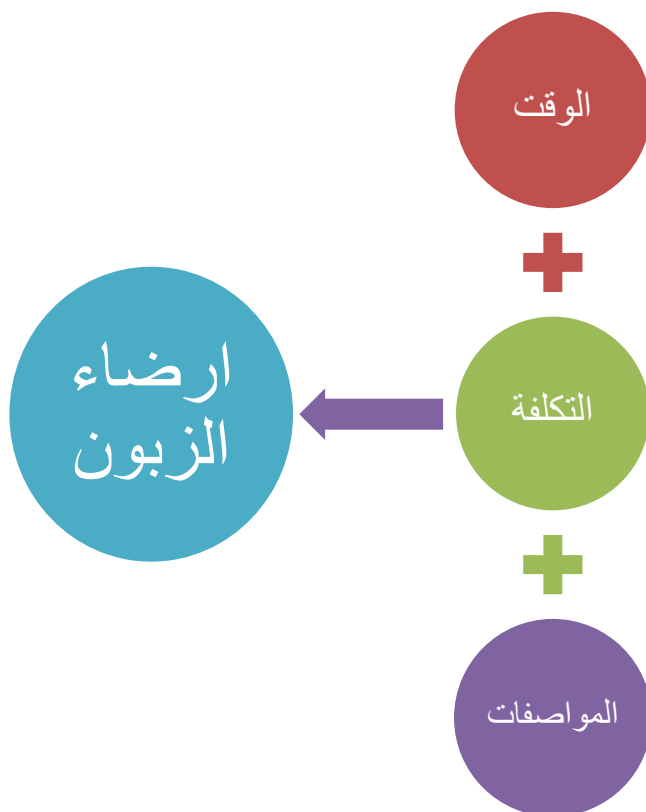 الوقت
التكلفة
المواصفات
ارضاء
الزبون